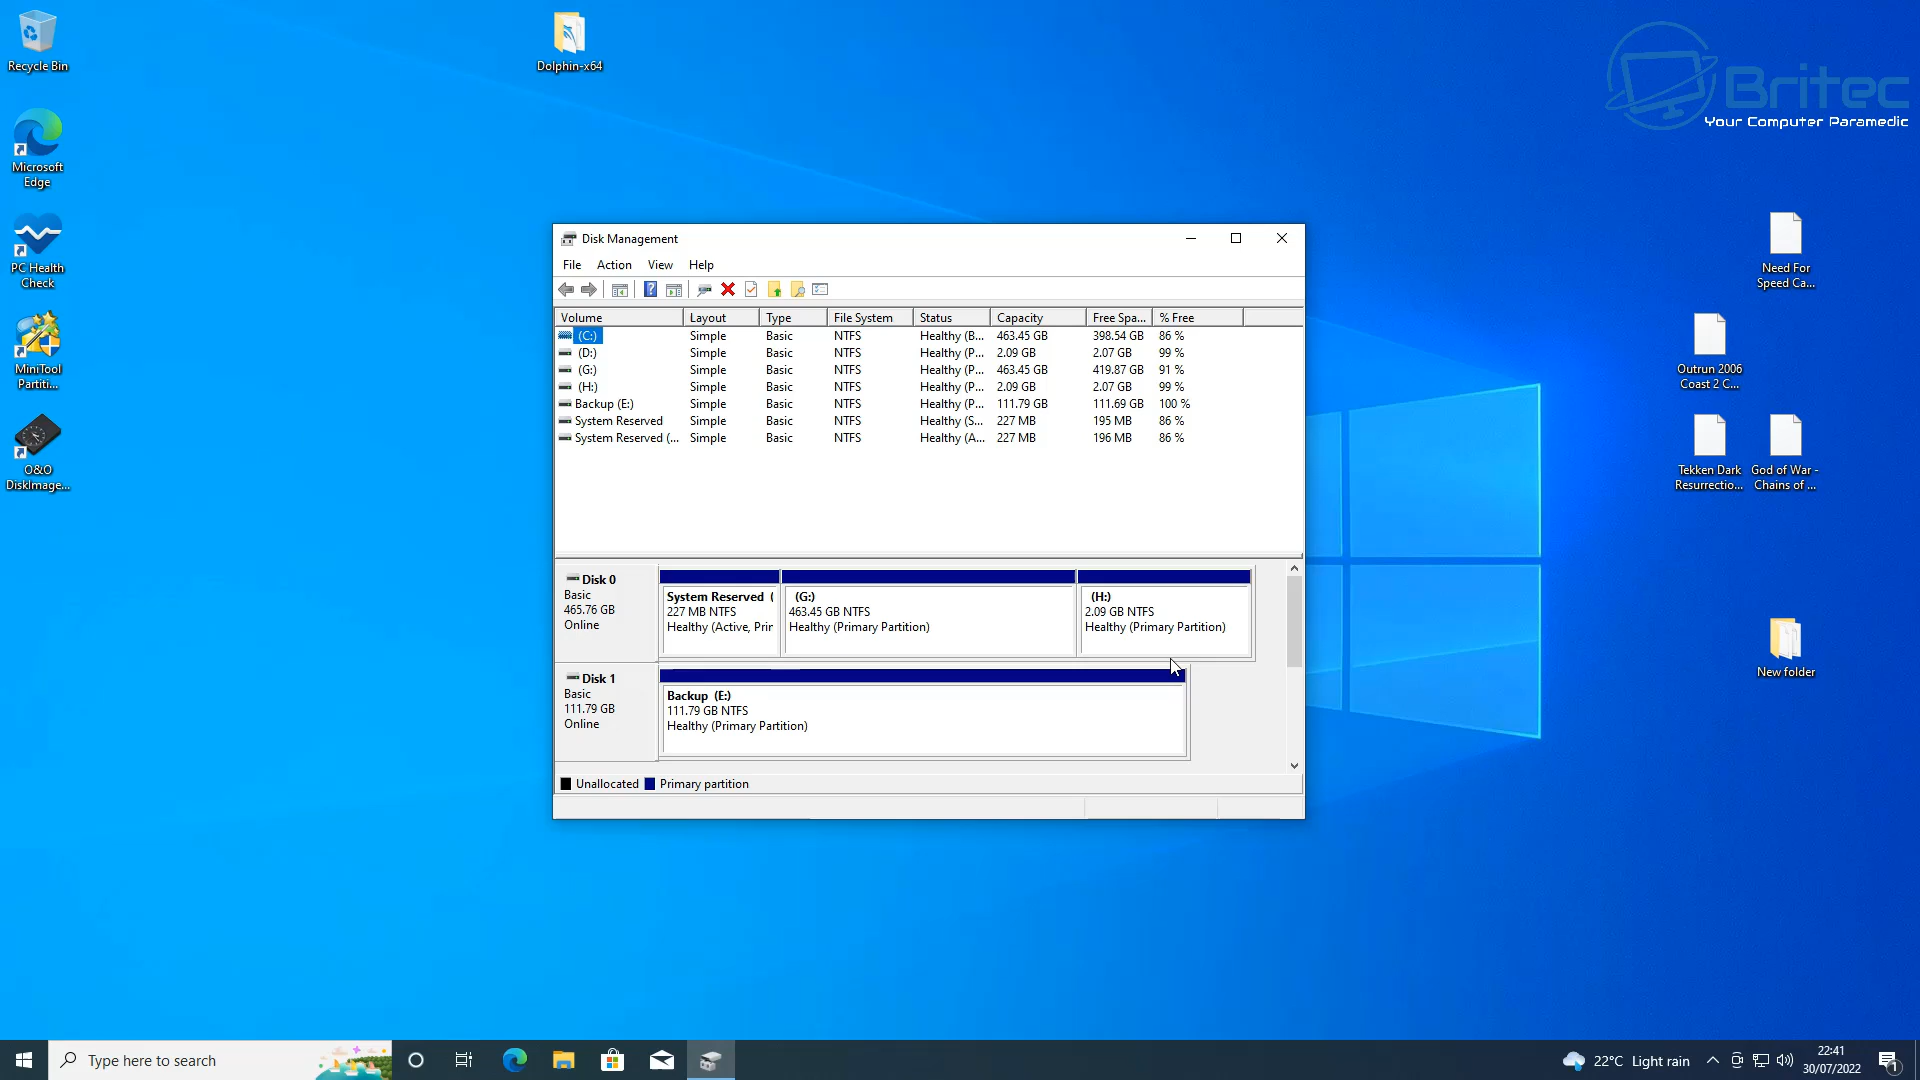 Recycle Bin
Dolphin-x64
Britec
Your Computer Paramedic
Microsoft
Edge
PC Health
Check
MiniTool
Partiti...
O&O
DiskImage...
Need For
Speed Ca...
Outrun 2006
Coast 2 C...
Tekken Dark
Resurrectio...
God of War -
Chains of ...
New folder
Disk Management
File Action View Help
Volume Layout Type File System Status Capacity Free Spa... % Free
(C:) Simple Basic NTFS Healthy (B... 463.45 GB 398.54 GB 86 %
(D:) Simple Basic NTFS Healthy (P... 2.09 GB 2.07 GB 99 %
(G:) Simple Basic NTFS Healthy (P... 463.45 GB 419.87 GB 91 %
(H:) Simple Basic NTFS Healthy (P... 2.09 GB 2.07 GB 99 %
Backup (E:) Simple Basic NTFS Healthy (P... 111.79 GB 111.69 GB 100 %
System Reserved Simple Basic NTFS Healthy (S... 227 MB 195 MB 86 %
System Reserved (... Simple Basic NTFS Healthy (A... 227 MB 196 MB 86 %
Disk 0
Basic
465.76 GB
Online
System Reserved (
227 MB NTFS
Healthy (Active, Prir
(G:)
463.45 GB NTFS
Healthy (Primary Partition)
(H:)
2.09 GB NTFS
Healthy (Primary Partition)
Disk 1
Basic
111.79 GB
Online
Backup (E:)
111.79 GB NTFS
Healthy (Primary Partition)
Unallocated Primary partition
Type here to search
22°C Light rain
22:41
30/07/2022
1